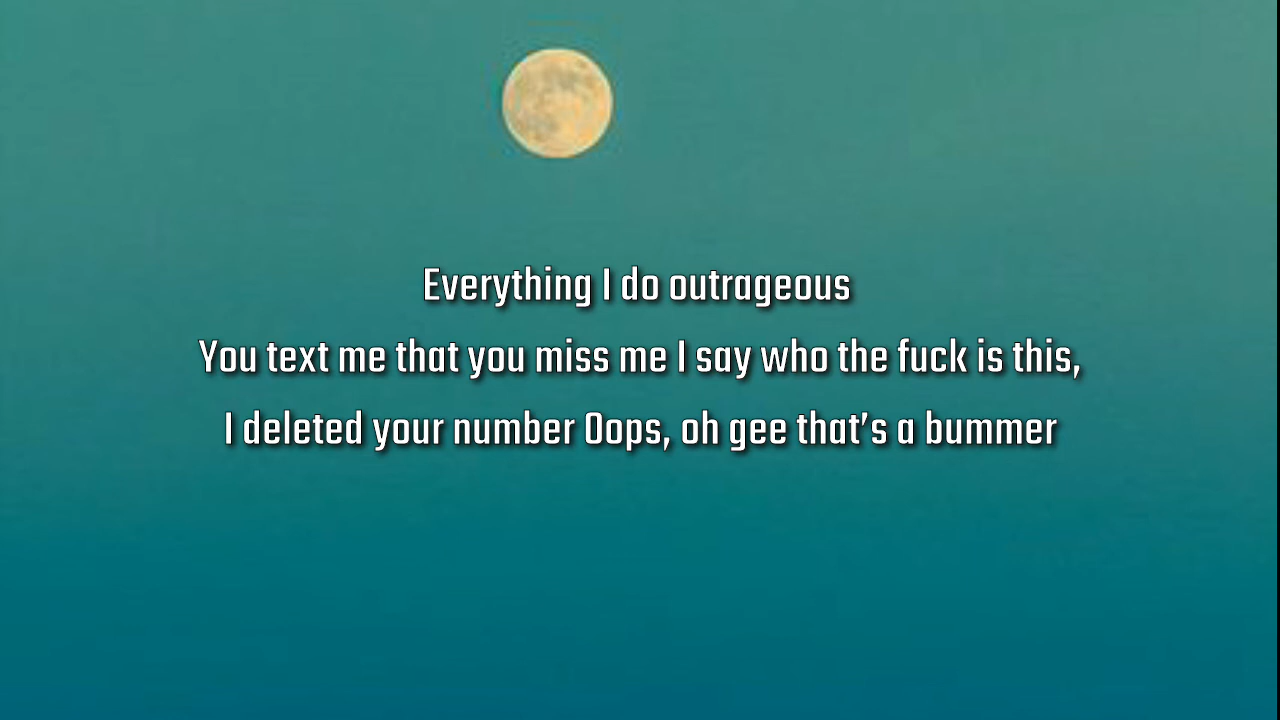 Everything I do outrageous
You text me that you miss me I say who the fuck is this,
I deleted your number Oops, oh gee that's a bummer